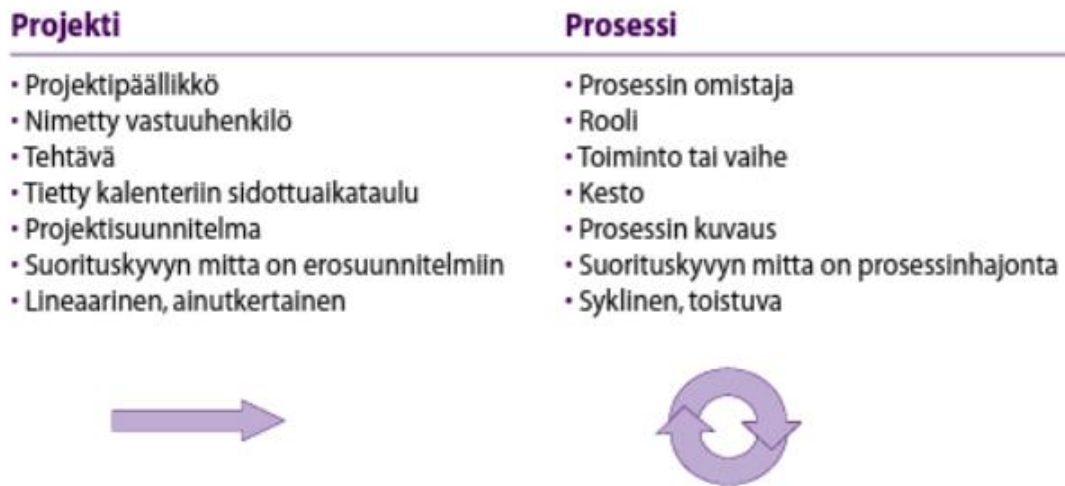 Projekti
• Projektipäällikkö
• Nimetty vastuuhenkilö
• Tehtävä
• Tietty kalenteriin sidottuaikataulu
• Projektisuunnitelma
• Suorituskyvyn mitta on erosuunnitelmiin
• Lineaarinen, ainutkertainen
Prosessi
• Prosessin omistaja
• Rooli
• Toiminto tai vaihe
• Kesto
• Prosessin kuvaus
• Suorituskyvyn mitta on prosessinhajonta
• Syklinen, toistuva